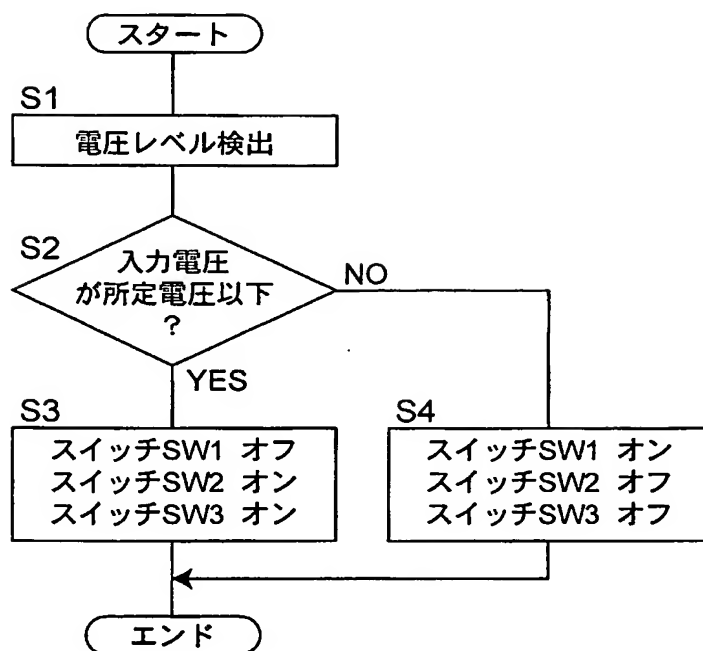 スタート
S1
電圧レベル検出
S2
入力電圧
が所定電圧以下
?
NO
YES
S3
スイッチSW1 オフ
スイッチSW2 オン
スイッチSW3 オン
S4
スイッチSW1 オン
スイッチSW2 オフ
スイッチSW3 オフ
エンド